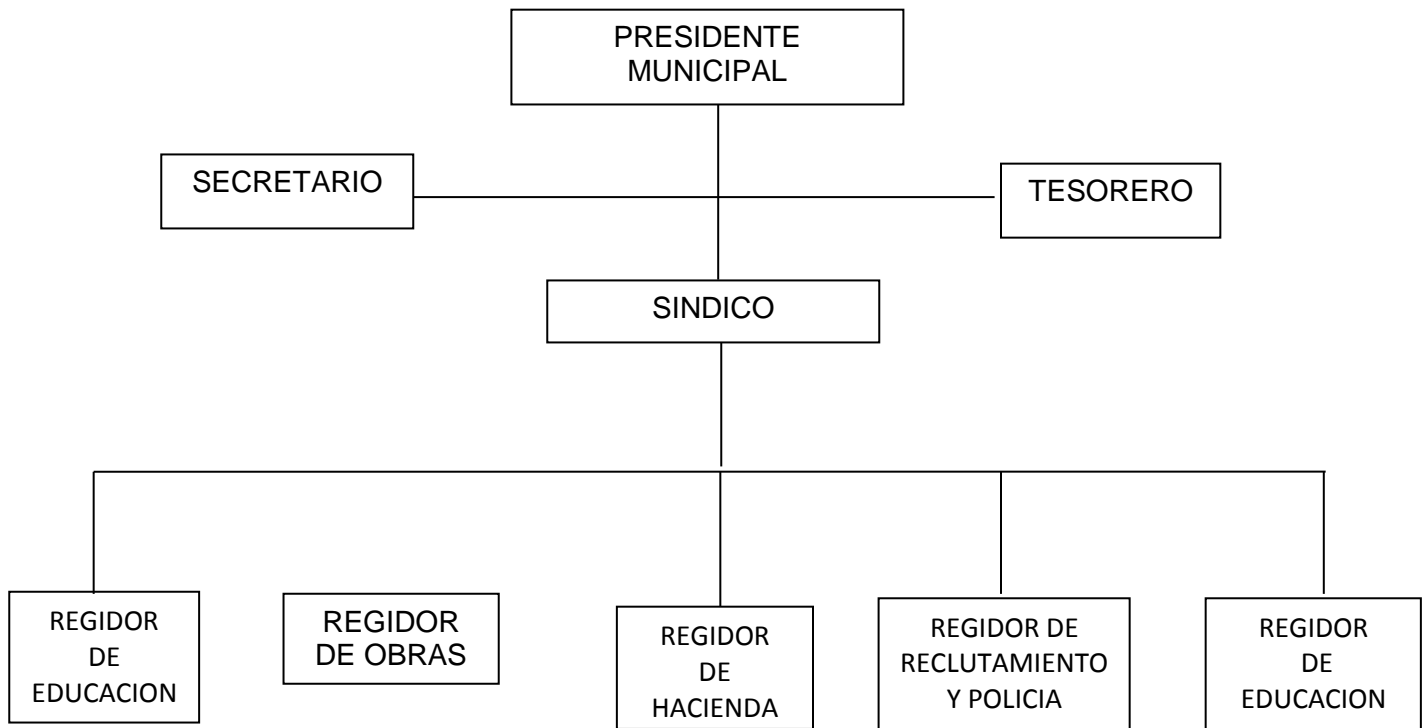 PRESIDENTE
MUNICIPAL
SECRETARIO
TESORERO
SINDICO
REGIDOR
DE
EDUCACION
REGIDOR
DE OBRAS
REGIDOR
DE
HACIENDA
REGIDOR DE
RECLUTAMIENTO
Y POLICIA
REGIDOR
DE
EDUCACION